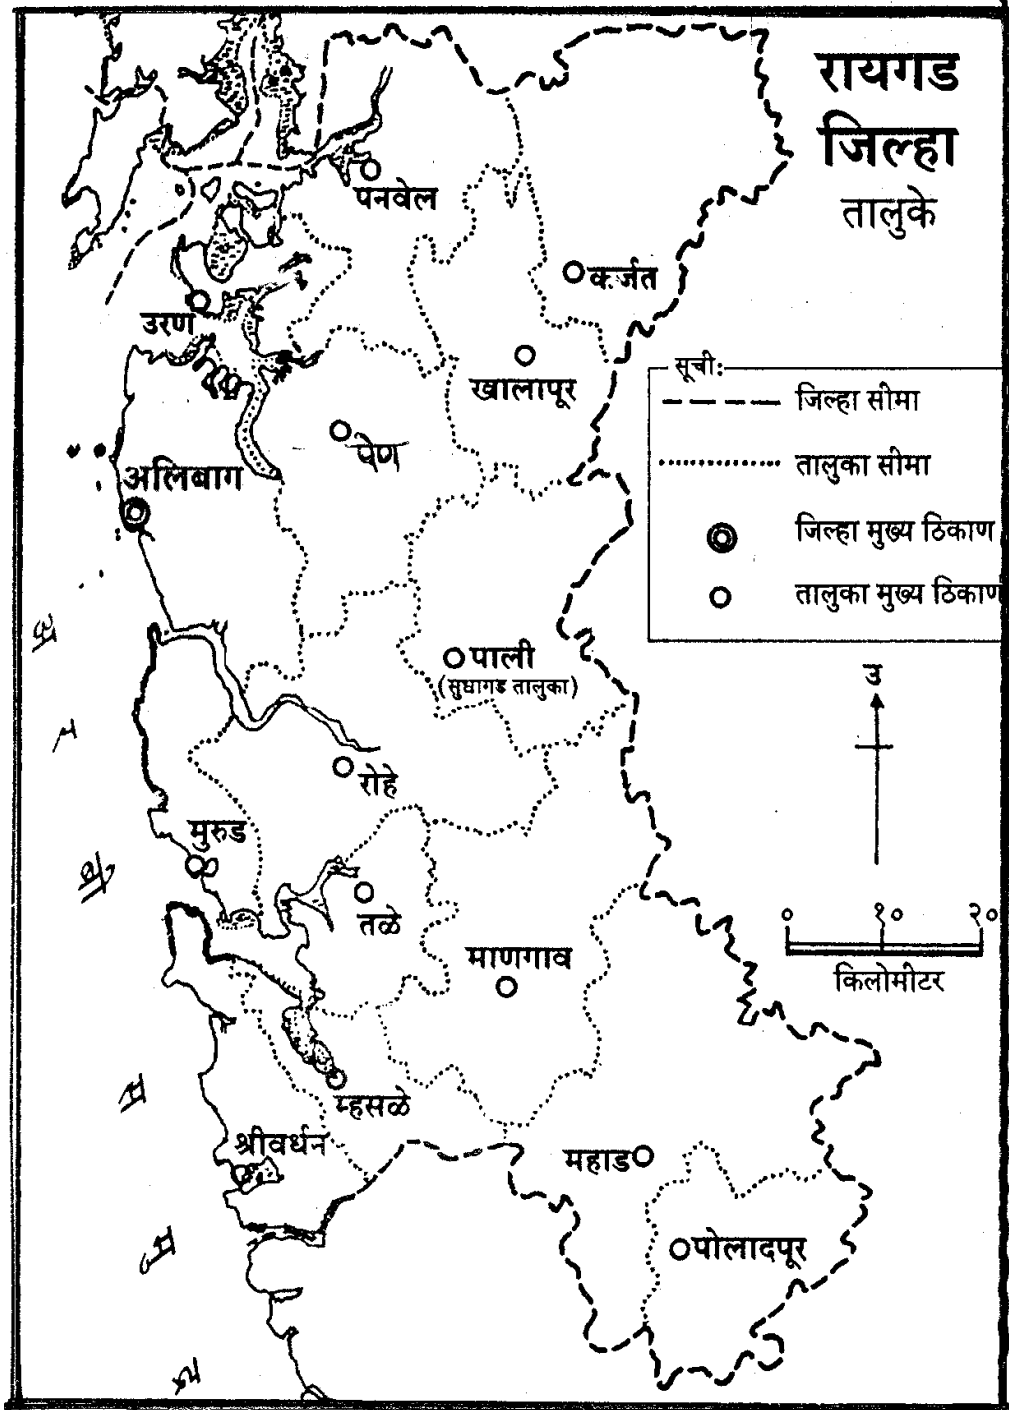 रायगड
जिल्हा
तालुके
पनवेल
कर्जत
उरण
खालापूर
सूची:
जिल्हा सीमा
पेण
तालुका सीमा
अलिबाग
जिल्हा मुख्य ठिकाण
तालुका मुख्य ठिकाण
पाली
(सुधागड तालुका)
उ
रोहे
मुरुड
तळे
० १० २०
किलोमीटर
माणगाव
म्हसळे
श्रीवर्धन
महाड
पोलादपूर
अ
र
बी
स
मु
द्र